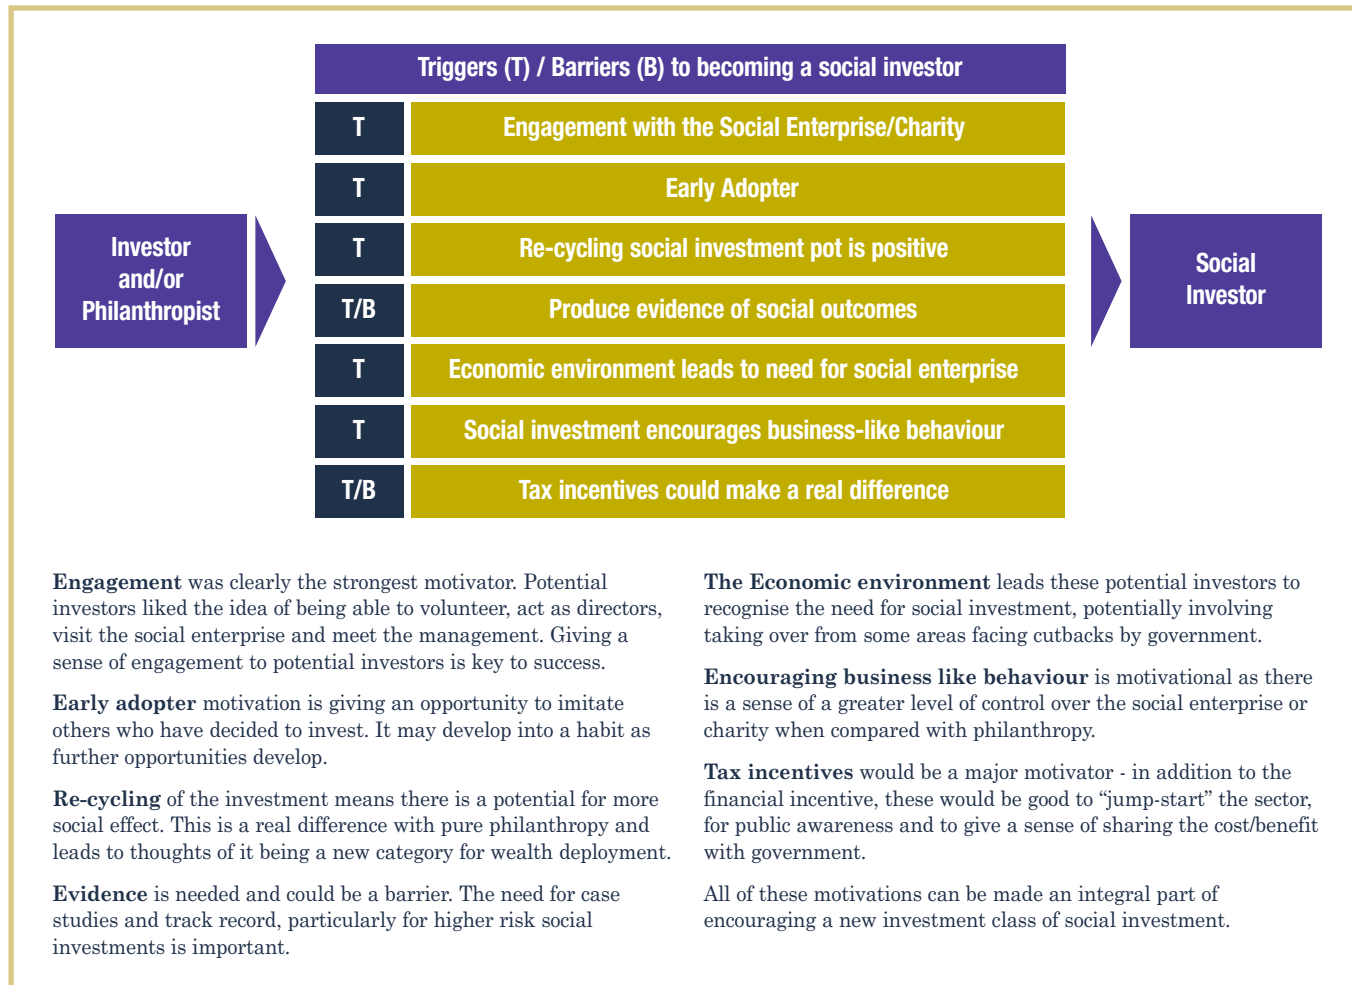 Triggers (T) / Barriers (B) to becoming a social investor
T
Engagement with the Social Enterprise/Charity
T
Early Adopter
T
Re-cycling social investment pot is positive
T/B
Produce evidence of social outcomes
T
Economic environment leads to need for social enterprise
T
Social investment encourages business-like behaviour
T/B
Tax incentives could make a real difference
Investor
and/or
Philanthropist
Social
Investor
Engagement was clearly the strongest motivator. Potential
investors liked the idea of being able to volunteer, act as directors,
visit the social enterprise and meet the management. Giving a
sense of engagement to potential investors is key to success.
Early adopter motivation is giving an opportunity to imitate
others who have decided to invest. It may develop into a habit as
further opportunities develop.
Re-cycling of the investment means there is a potential for more
social effect. This is a real difference with pure philanthropy and
leads to thoughts of it being a new category for wealth deployment.
Evidence is needed and could be a barrier. The need for case
studies and track record, particularly for higher risk social
investments is important.
The Economic environment leads these potential investors to
recognise the need for social investment, potentially involving
taking over from some areas facing cutbacks by government.
Encouraging business like behaviour is motivational as there
is a sense of a greater level of control over the social enterprise or
charity when compared with philanthropy.
Tax incentives would be a major motivator - in addition to the
financial incentive, these would be good to “jump-start” the sector,
for public awareness and to give a sense of sharing the cost/benefit
with government.
All of these motivations can be made an integral part of
encouraging a new investment class of social investment.